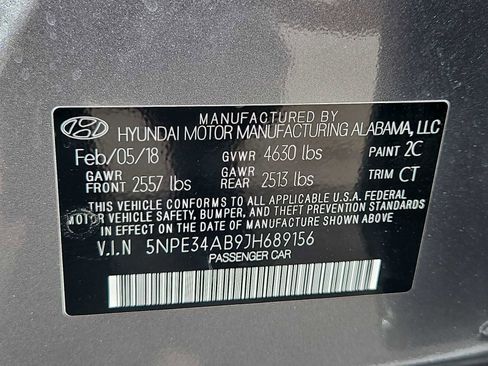 MANUFACTURED BY
HYUNDAI MOTOR MANUFACTURING ALABAMA, LLC
Feb/05/18 GVWR 4630 lbs PAINT 2C
GAWR FRONT 2557 lbs GAWR REAR 2513 lbs TRIM CT
THIS VEHICLE CONFORMS TO ALL APPLICABLE U.S.A. FEDERAL
MOTOR VEHICLE SAFETY, BUMPER, AND THEFT PREVENTION STANDARDS
IN EFFECT ON THE DATE OF MANUFACTURE SHOWN ABOVE.
V.I.N 5NPE34AB9JH689156
PASSENGER CAR